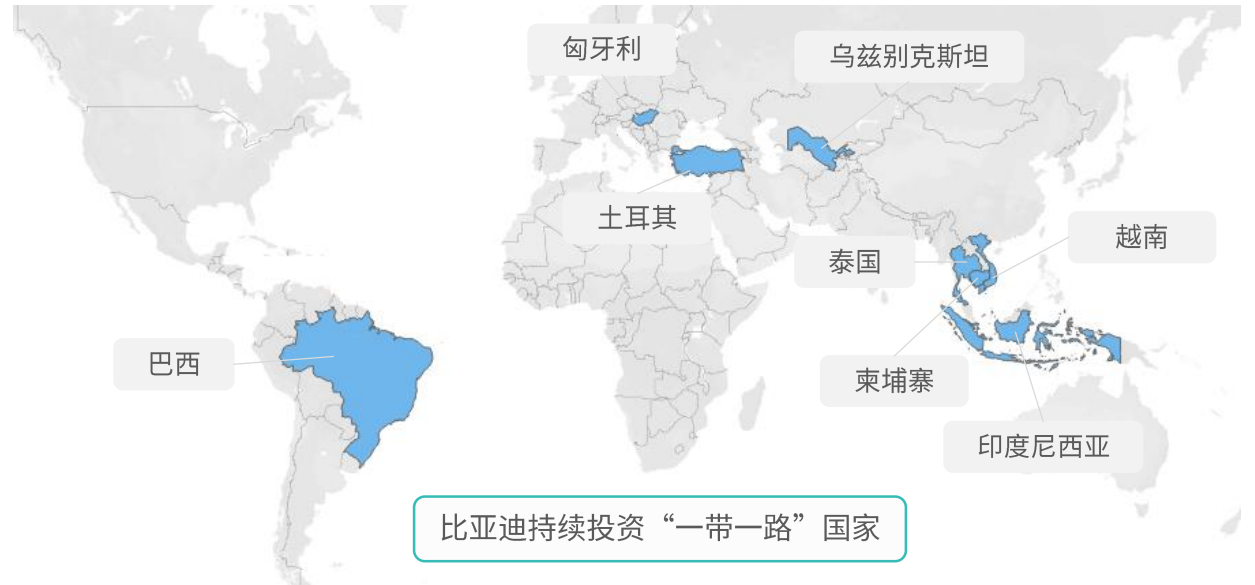 匈牙利
乌兹别克斯坦
土耳其
越南
泰国
巴西
柬埔寨
印度尼西亚
比亚迪持续投资“一带一路”国家